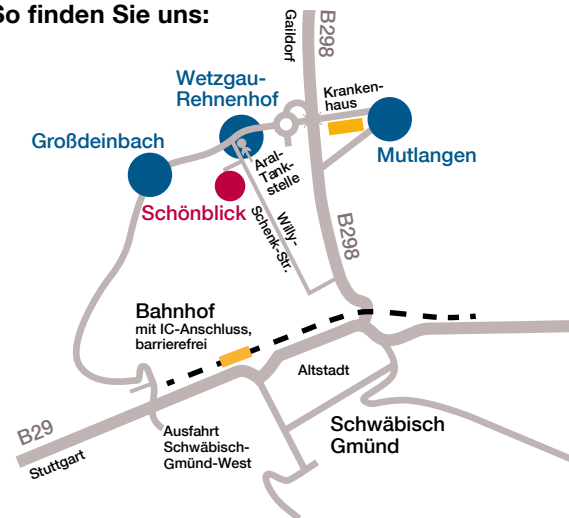 So finden Sie uns:
Gaildorf
B298
Wetzgau-
Rehnenhof
Kranken-
haus
Großdeinbach
Mutlangen
Aral-
Tank-
stelle
Schönblick
Willy-
Schenk-Str.
B298
Bahnhof
mit IC-Anschluss,
barrierefrei
Altstadt
B29
Stuttgart
Ausfahrt
Schwäbisch-
Gmünd-West
Schwäbisch
Gmünd